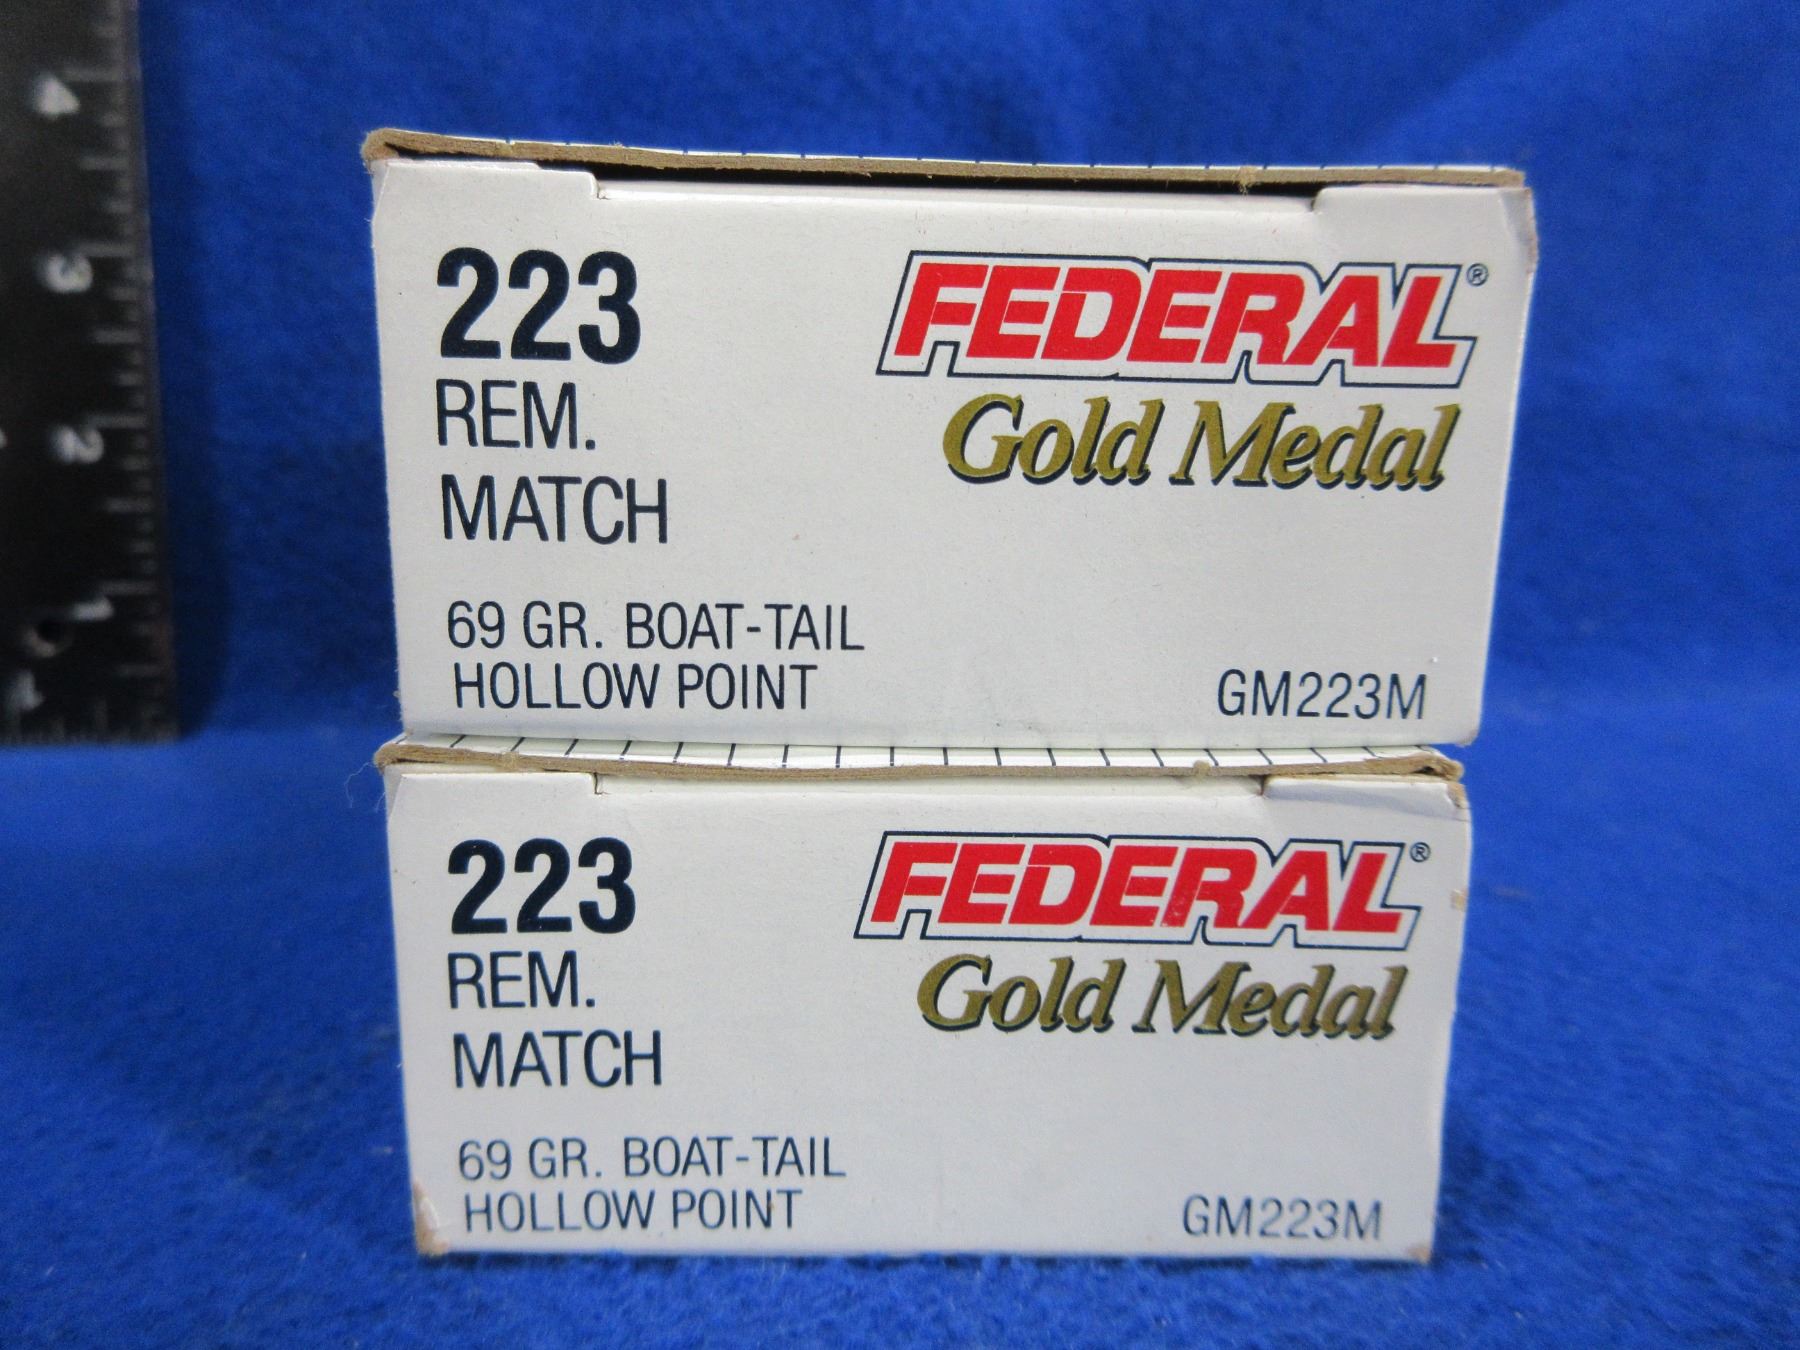 4
3
2
1
223
REM.
MATCH
69 GR. BOAT-TAIL
HOLLOW POINT
FEDERAL®
Gold Medal
GM223M
223
REM.
MATCH
69 GR. BOAT-TAIL
HOLLOW POINT
FEDERAL®
Gold Medal
GM223M